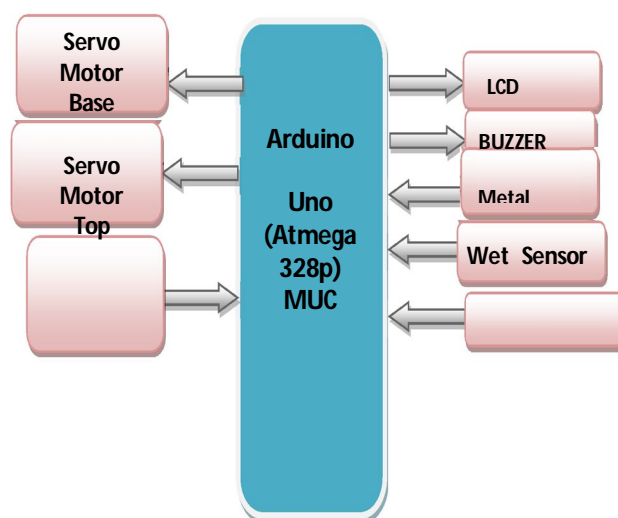 Servo
Motor
Base
Servo
Motor
Top
Arduino
Uno
(Atmega
328p)
MUC
LCD
BUZZER
Metal
Wet Sensor